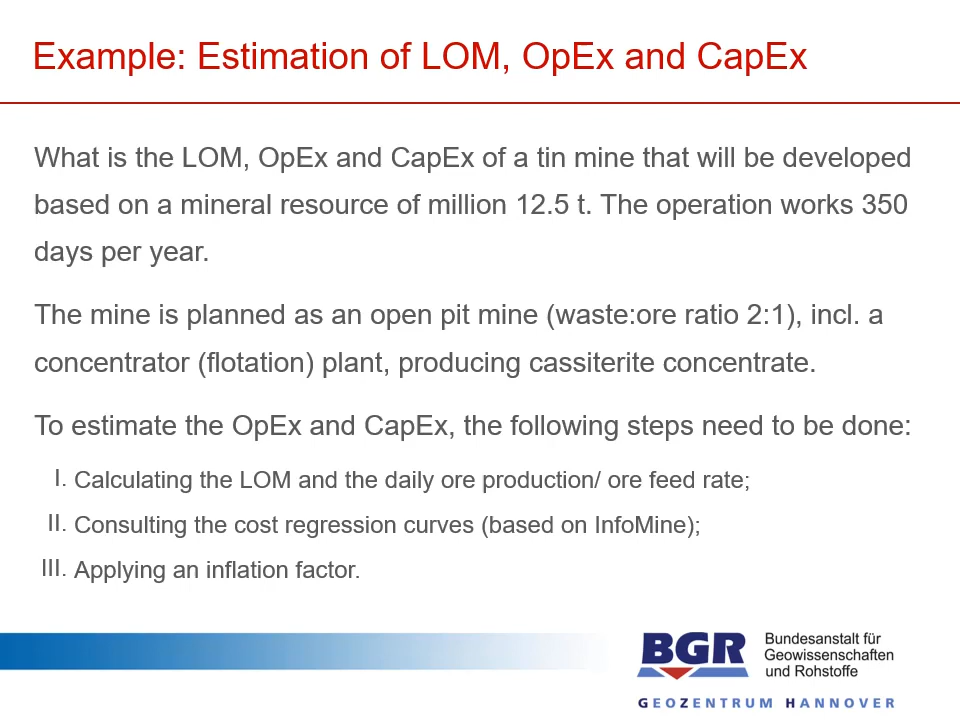 Example: Estimation of LOM, OpEx and CapEx
What is the LOM, OpEx and CapEx of a tin mine that will be developed
based on a mineral resource of million 12.5 t. The operation works 350
days per year.
The mine is planned as an open pit mine (waste:ore ratio 2:1), incl. a
concentrator (flotation) plant, producing cassiterite concentrate.
To estimate the OpEx and CapEx, the following steps need to be done:
I. Calculating the LOM and the daily ore production/ ore feed rate;
II. Consulting the cost regression curves (based on InfoMine);
III. Applying an inflation factor.
BGR
Bundesanstalt für
Geowissenschaften
und Rohstoffe
GEOZENTRUM HANNOVER